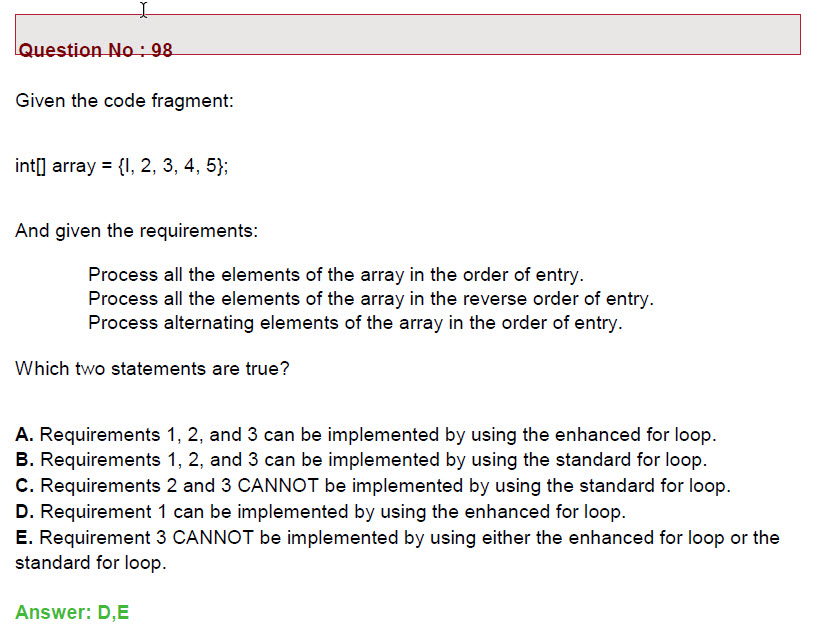 Question No : 98
Given the code fragment:
int[] array = {I, 2, 3, 4, 5};
And given the requirements:
Process all the elements of the array in the order of entry.
Process all the elements of the array in the reverse order of entry.
Process alternating elements of the array in the order of entry.
Which two statements are true?
A. Requirements 1, 2, and 3 can be implemented by using the enhanced for loop.
B. Requirements 1, 2, and 3 can be implemented by using the standard for loop.
C. Requirements 2 and 3 CANNOT be implemented by using the standard for loop.
D. Requirement 1 can be implemented by using the enhanced for loop.
E. Requirement 3 CANNOT be implemented by using either the enhanced for loop or the
standard for loop.
Answer: D,E